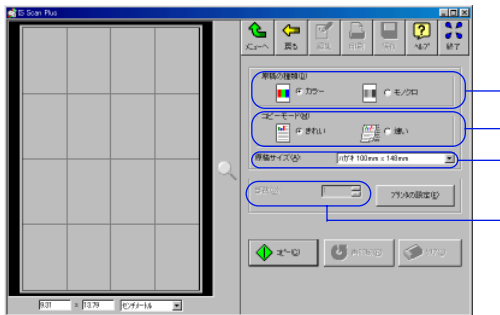 IS Scan Plus
メニューへ
戻る
ヘルプ
終了
原稿の種類(D)
カラー
モノクロ
コピーモード(M)
きれい
速い
原稿サイズ(A):
ハガキ 100mm x 148mm
プリンタの設定(P)
コピー(O)
9.31 x 13.79 センチメートル